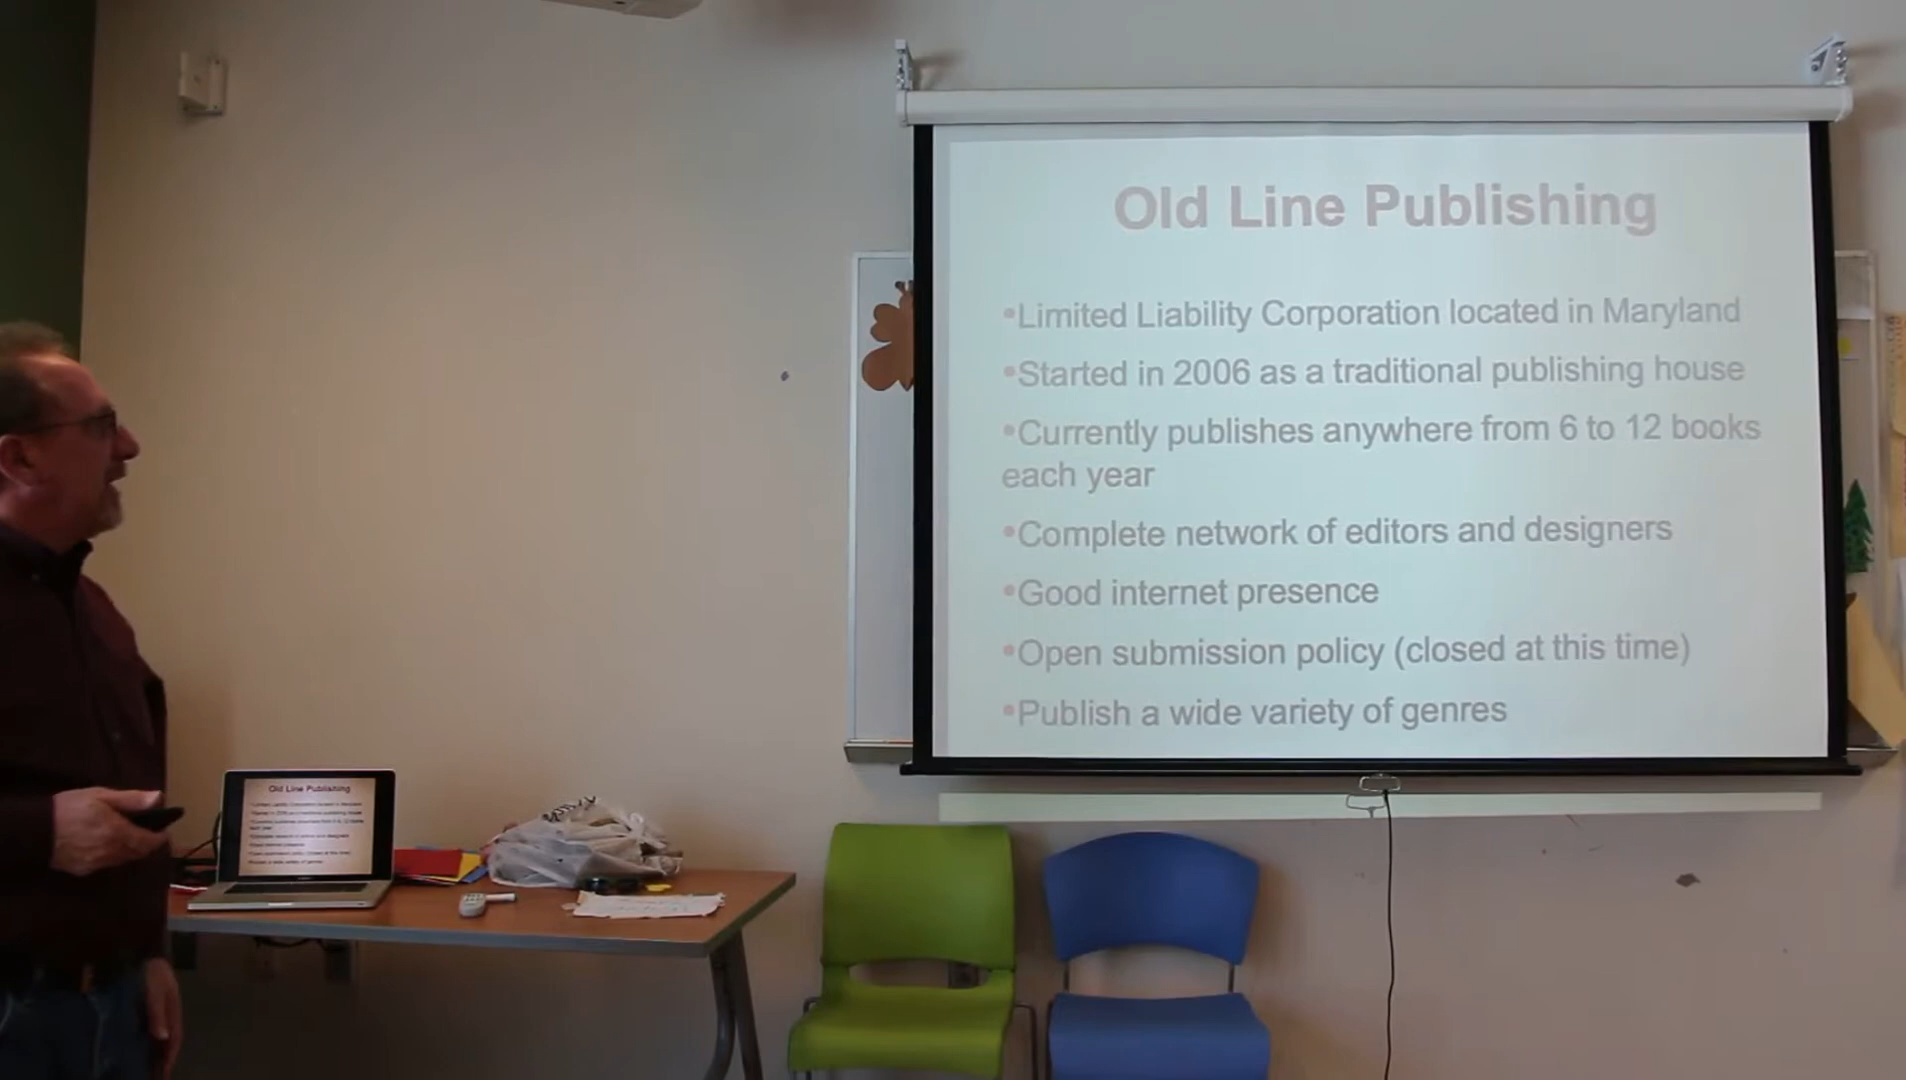 Old Line Publishing
•Limited Liability Corporation located in Maryland
•Started in 2006 as a traditional publishing house
•Currently publishes anywhere from 6 to 12 books
each year
•Complete network of editors and designers
•Good internet presence
•Open submission policy (closed at this time)
•Publish a wide variety of genres
Old Line Publishing